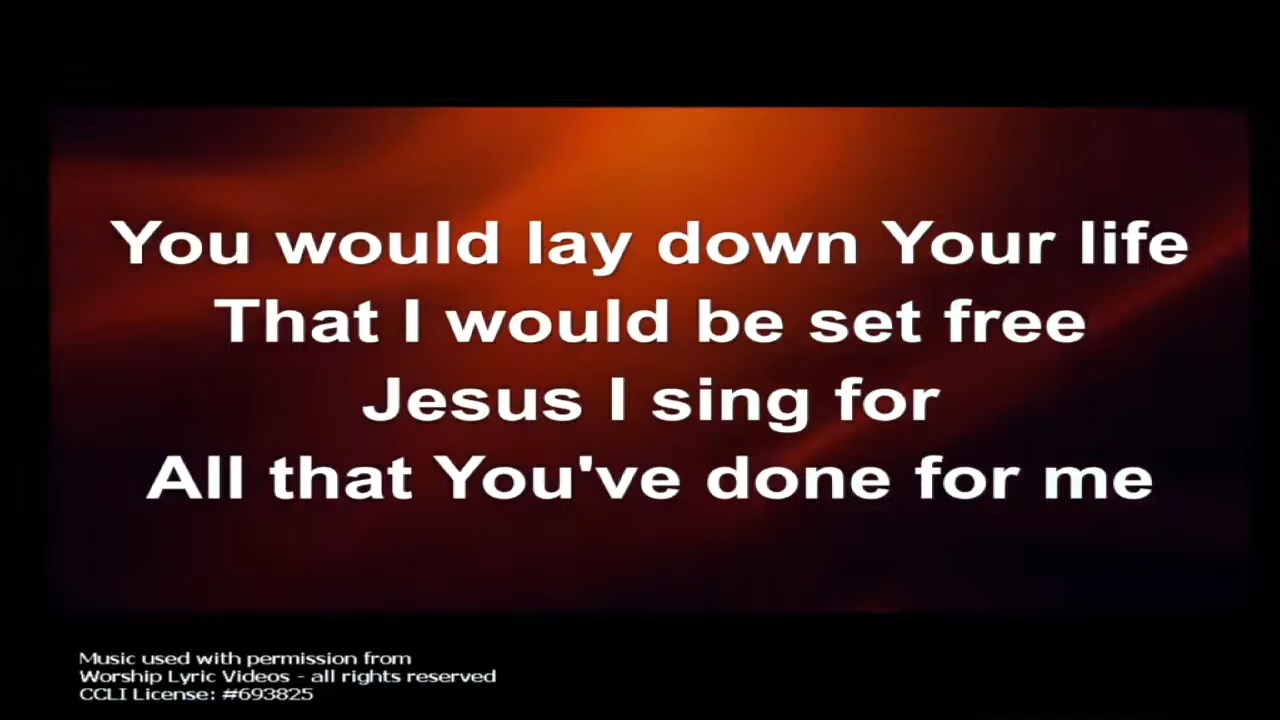 You would lay down Your life
That I would be set free
Jesus I sing for
All that You've done for me
Music used with permission from
Worship Lyric Videos - all rights reserved
CCLI License: #693825